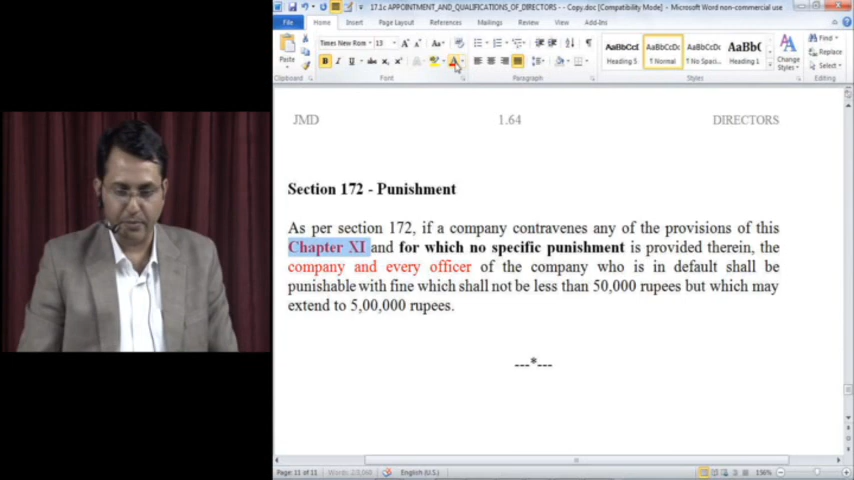 17.1c APPOINTMENT_AND_QUALIFICATIONS_OF_DIRECTORS - - Copy.doc [Compatibility Mode] - Microsoft Word non-commercial use
File Home Insert Page Layout References Mailings Review View Add-Ins
Times New Rom 13
Paste
Clipboard Font Paragraph Styles Editing
AaBbCcI AaBbCcDc AaBbCcDc AaBbC
Heading 5 ¶ Normal ¶ No Spaci... Heading 1
Change Styles
Find
Replace
Select
JMD 1.64 DIRECTORS
Section 172 - Punishment
As per section 172, if a company contravenes any of the provisions of this
Chapter XI and for which no specific punishment is provided therein, the
company and every officer of the company who is in default shall be
punishable with fine which shall not be less than 50,000 rupees but which may
extend to 5,00,000 rupees.
---*---
Page: 11 of 11 English (U.S.) 156%